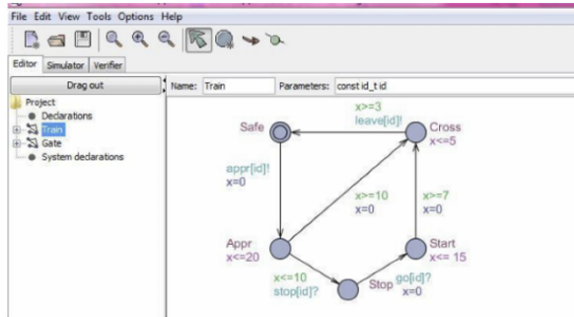 File Edit View Tools Options Help
Editor Simulator Verifier
Drag out
Name: Train Parameters: const id_t id
Project
Declarations
Train
Gate
System declarations
x>=3
leave[id]!
Safe
Cross
x<=5
appr[id]!
x=0
x>=10
x=0
x>=7
x=0
Appr
x<=20
Start
x<= 15
x<=10
stop[id]?
Stop
go[id]?
x=0